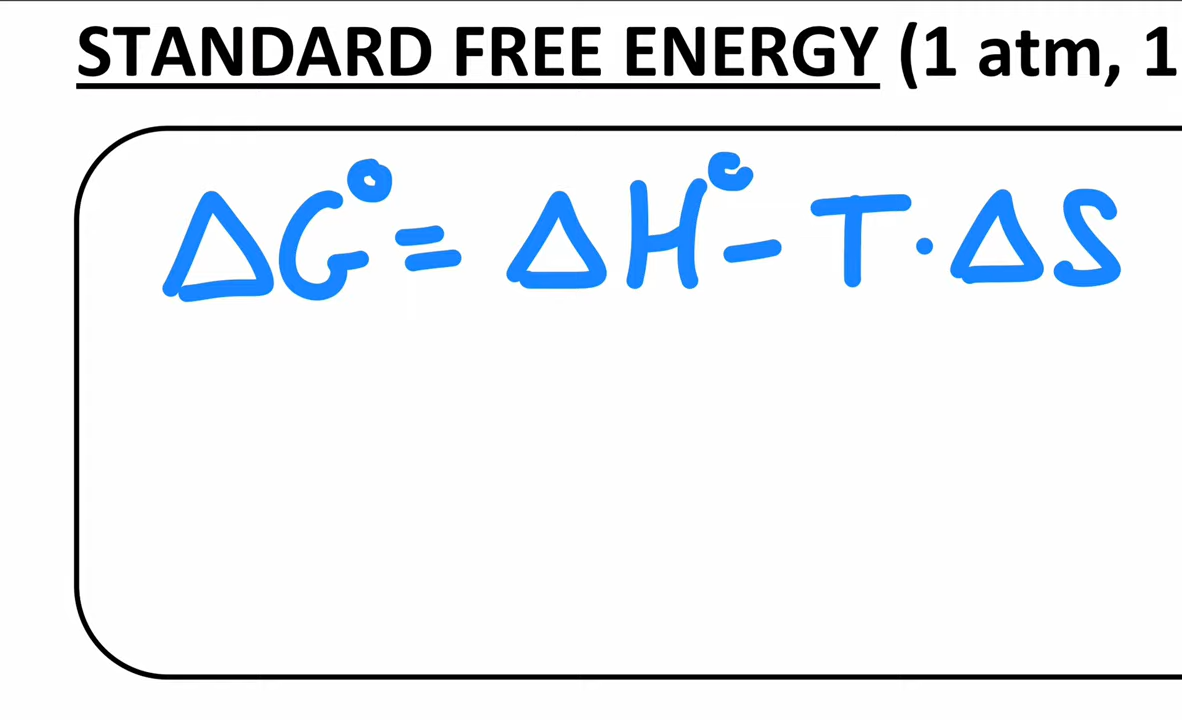 STANDARD FREE ENERGY (1 atm, 1
ΔG° = ΔH° - T · ΔS